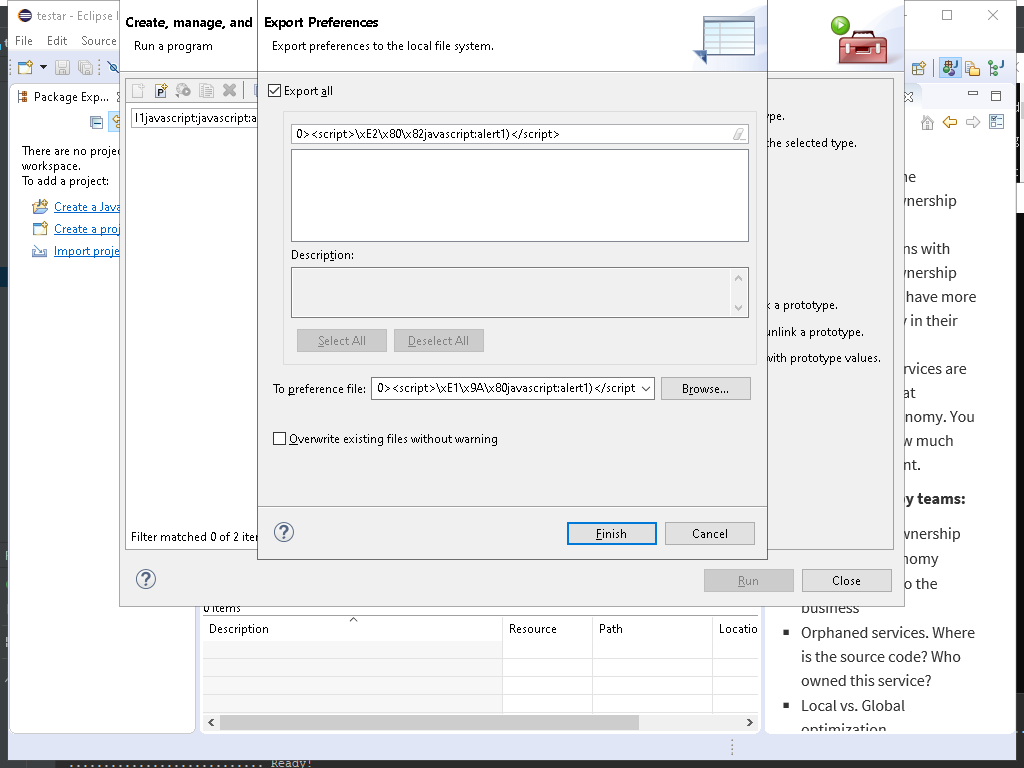 testar - Eclipse I
File Edit Source
Package Exp...
There are no proje
workspace.
To add a project:
Create a Java
Create a proj
Import proje
Create, manage, and
Run a program
l1javascript:javascript:a
Filter matched 0 of 2 iter
Export Preferences
Export preferences to the local file system.
Export all
0><script>\xE2\x80\x82javascript:alert1)</script>
Description:
Select All Deselect All
To preference file: 0><script>\xE1\x9A\x80javascript:alert1)</script Browse...
Overwrite existing files without warning
Finish Cancel
ype.
the selected type.
k a prototype.
unlink a prototype.
with prototype values.
Run Close
0 items
Description Resource Path Locatio
ne
wnership
ns with
wnership
have more
y in their
rvices are
at
nomy. You
w much
nt.
y teams:
wnership
nomy
o the
business
Orphaned services. Where
is the source code? Who
owned this service?
Local vs. Global
optimization
Ready!